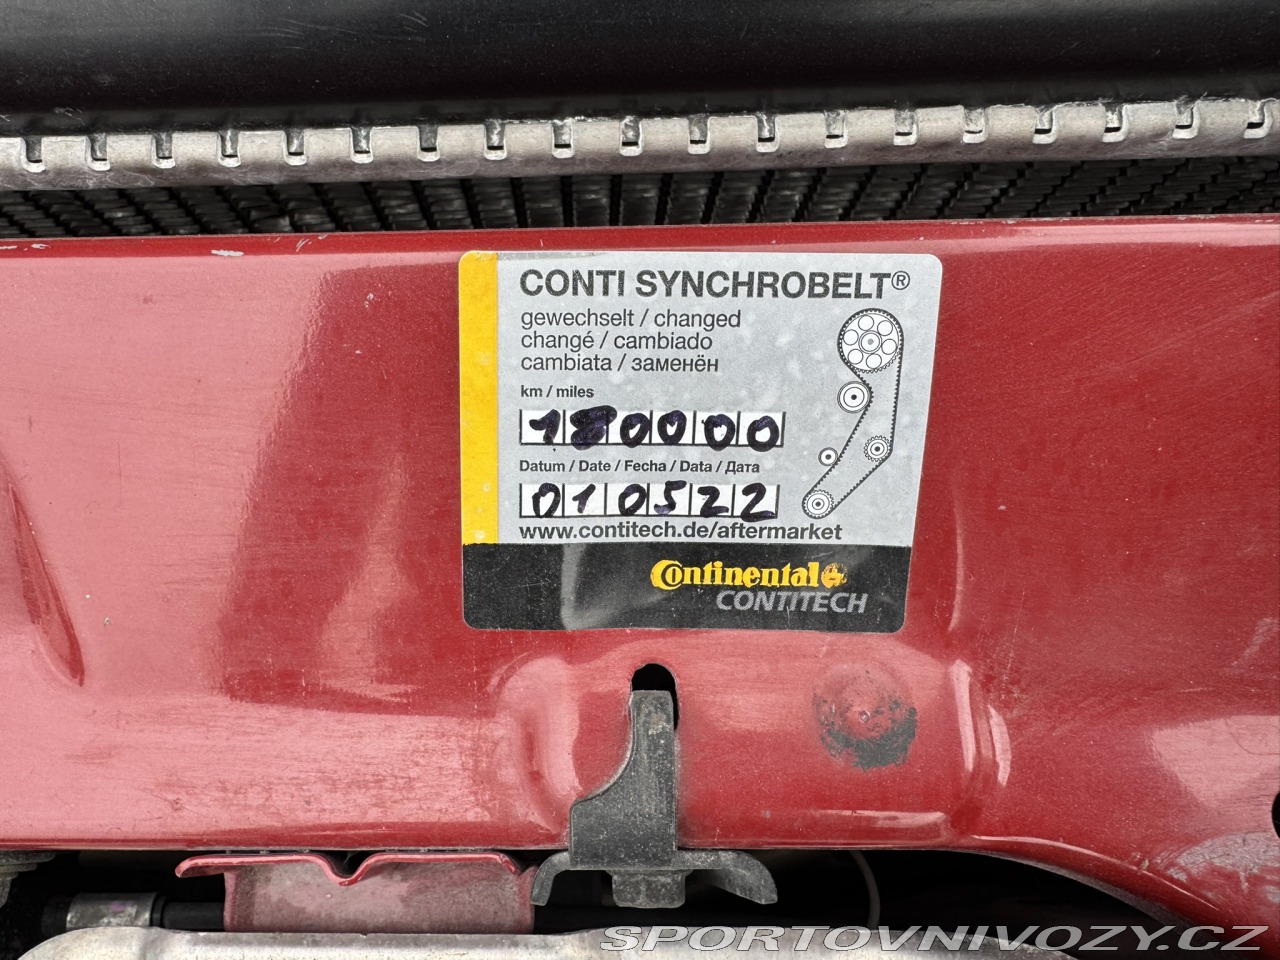 CONTI SYNCHROBELT®
gewechselt / changed
changé / cambiado
cambiata / заменён
km / miles
180000
Datum / Date / Fecha / Data / Дата
010522
www.contitech.de/aftermarket
Continental
CONTITECH
SPORTOVNIVOZY.CZ